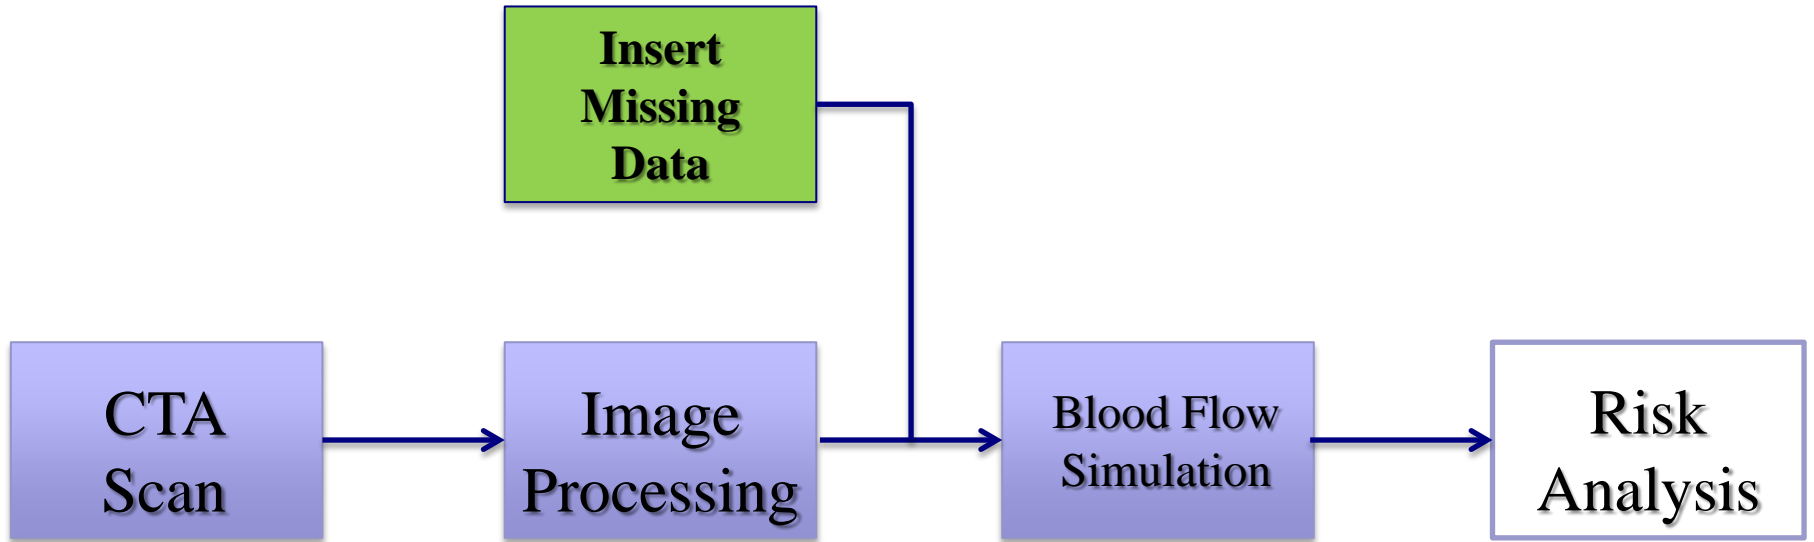 Insert
Missing
Data
CTA
Scan
Image
Processing
Blood Flow
Simulation
Risk
Analysis